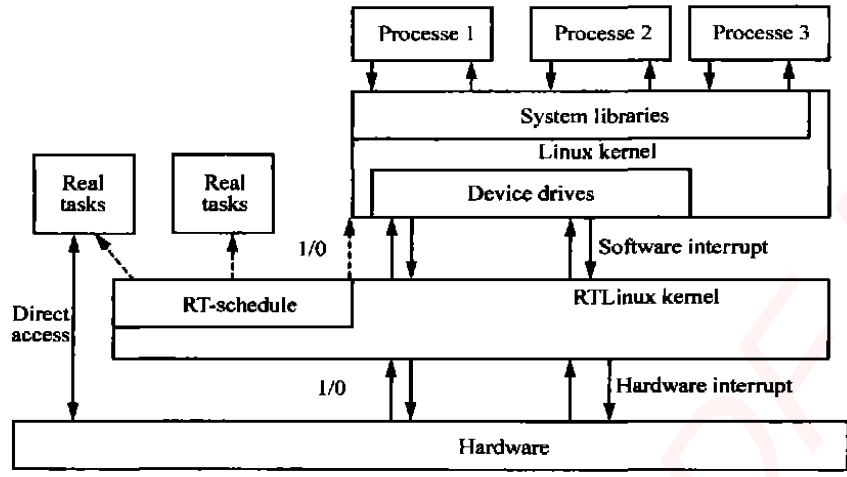 Processe 1
Processe 2
Processe 3
System libraries
Linux kernel
Device drives
Real
tasks
Real
tasks
1/0
Software interrupt
RT-schedule
RTLinux kernel
Direct
access
1/0
Hardware interrupt
Hardware